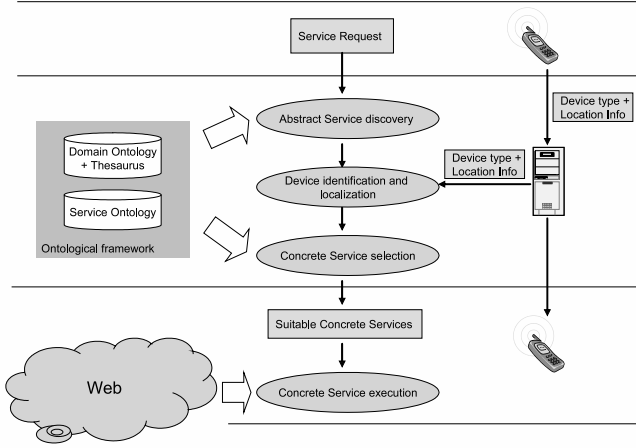 Service Request
Device type +
Location Info
Abstract Service discovery
Domain Ontology
+ Thesaurus
Device type +
Location Info
Device identification and
localization
Service Ontology
Ontological framework
Concrete Service selection
Suitable Concrete Services
Web
Concrete Service execution